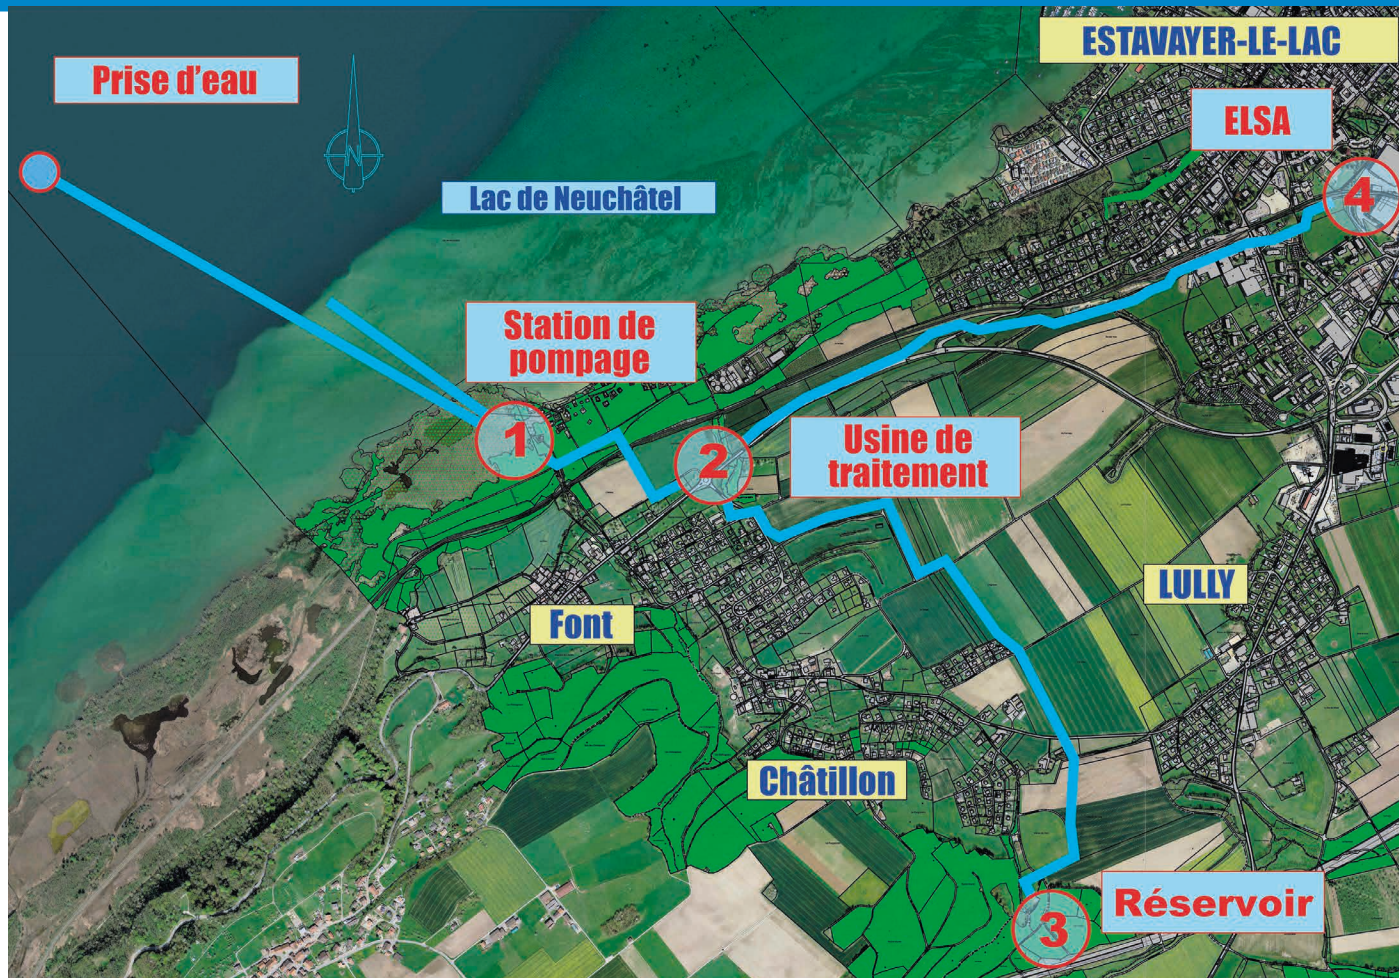 ESTAVAYER-LE-LAC
Prise d'eau
ELSA
N
4
Lac de Neuchâtel
Station de
pompage
1
2
Usine de
traitement
LULLY
Font
Châtillon
Réservoir
3